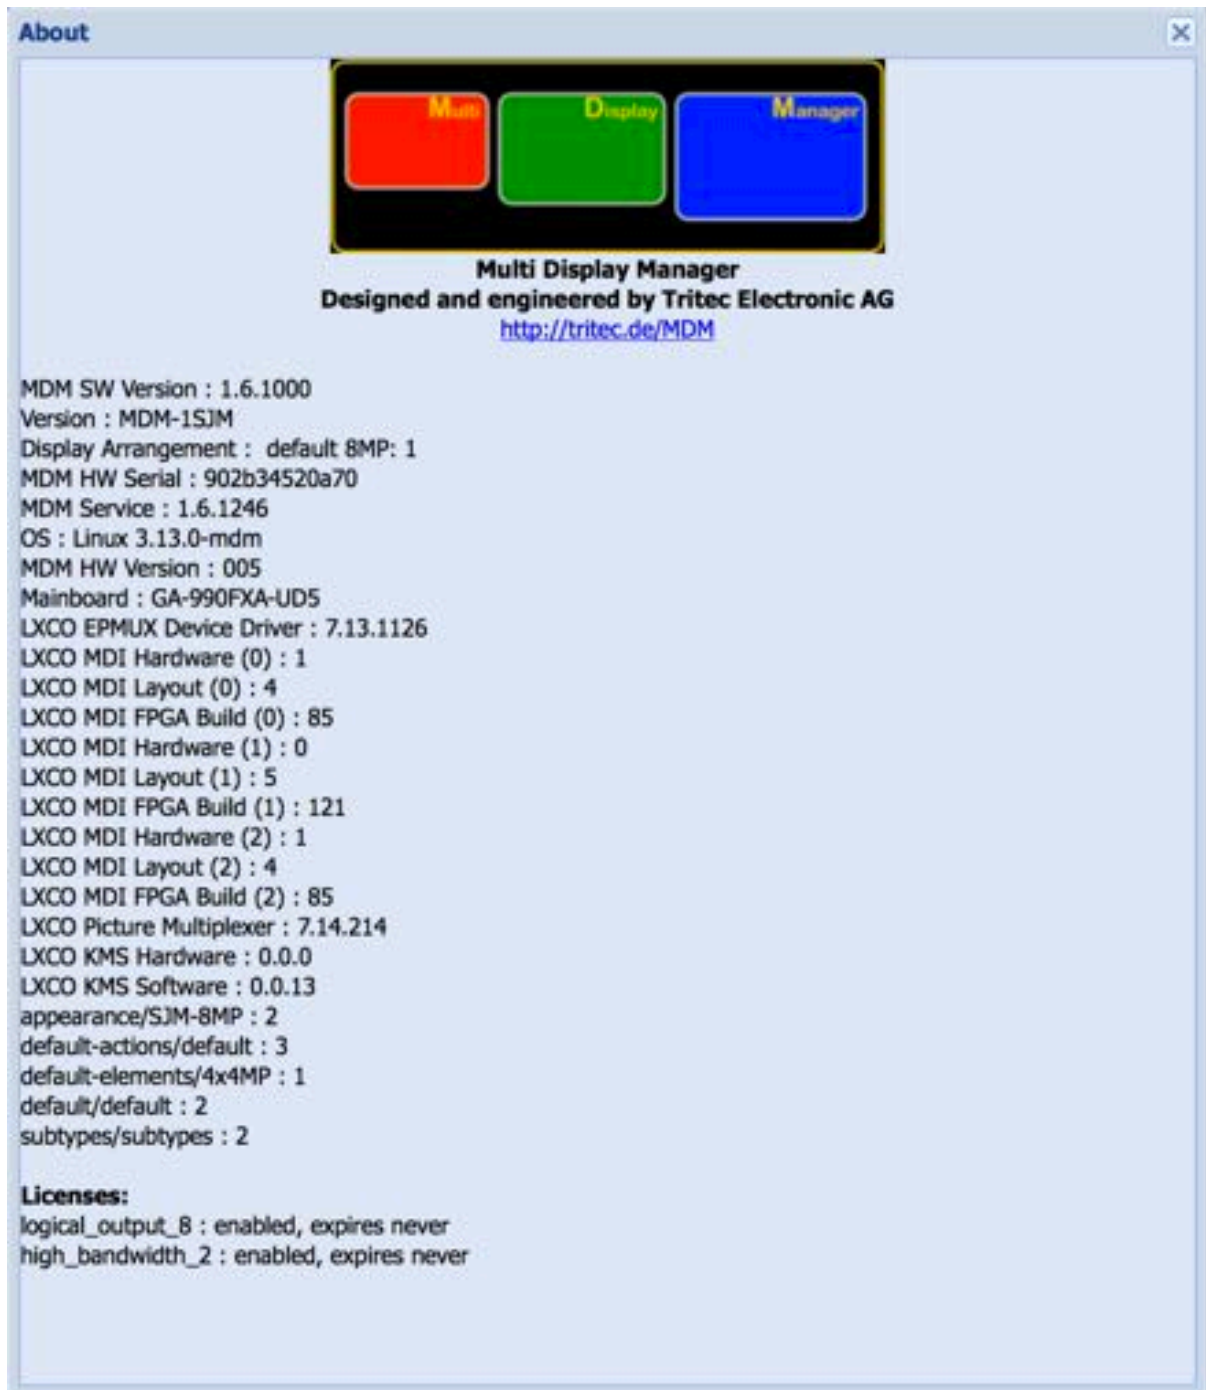 About
Multi Display Manager
Multi Display Manager
Designed and engineered by Tritec Electronic AG
http://tritec.de/MDM
MDM SW Version : 1.6.1000
Version : MDM-1SJM
Display Arrangement :  default 8MP: 1
MDM HW Serial : 902b34520a70
MDM Service : 1.6.1246
OS : Linux 3.13.0-mdm
MDM HW Version : 005
Mainboard : GA-990FXA-UD5
LXCO EPMUX Device Driver : 7.13.1126
LXCO MDI Hardware (0) : 1
LXCO MDI Layout (0) : 4
LXCO MDI FPGA Build (0) : 85
LXCO MDI Hardware (1) : 0
LXCO MDI Layout (1) : 5
LXCO MDI FPGA Build (1) : 121
LXCO MDI Hardware (2) : 1
LXCO MDI Layout (2) : 4
LXCO MDI FPGA Build (2) : 85
LXCO Picture Multiplexer : 7.14.214
LXCO KMS Hardware : 0.0.0
LXCO KMS Software : 0.0.13
appearance/SJM-8MP : 2
default-actions/default : 3
default-elements/4x4MP : 1
default/default : 2
subtypes/subtypes : 2
Licenses:
logical_output_8 : enabled, expires never
high_bandwidth_2 : enabled, expires never